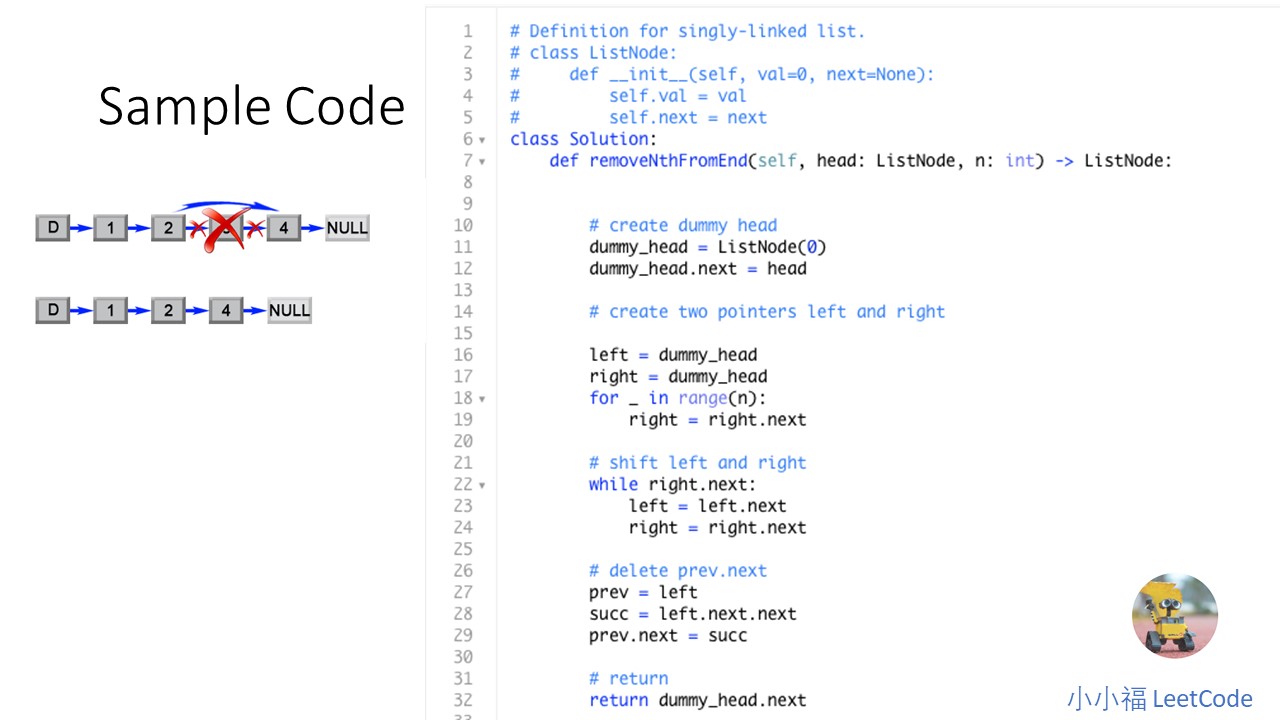 Sample Code
D 1 2 4 NULL
D 1 2 4 NULL
1 # Definition for singly-linked list.
2 # class ListNode:
3 #     def __init__(self, val=0, next=None):
4 #         self.val = val
5 #         self.next = next
6 class Solution:
7     def removeNthFromEnd(self, head: ListNode, n: int) -> ListNode:
8
9
10         # create dummy head
11         dummy_head = ListNode(0)
12         dummy_head.next = head
13
14         # create two pointers left and right
15
16         left = dummy_head
17         right = dummy_head
18         for _ in range(n):
19             right = right.next
20
21         # shift left and right
22         while right.next:
23             left = left.next
24             right = right.next
25
26         # delete prev.next
27         prev = left
28         succ = left.next.next
29         prev.next = succ
30
31         # return
32         return dummy_head.next
小小福 LeetCode